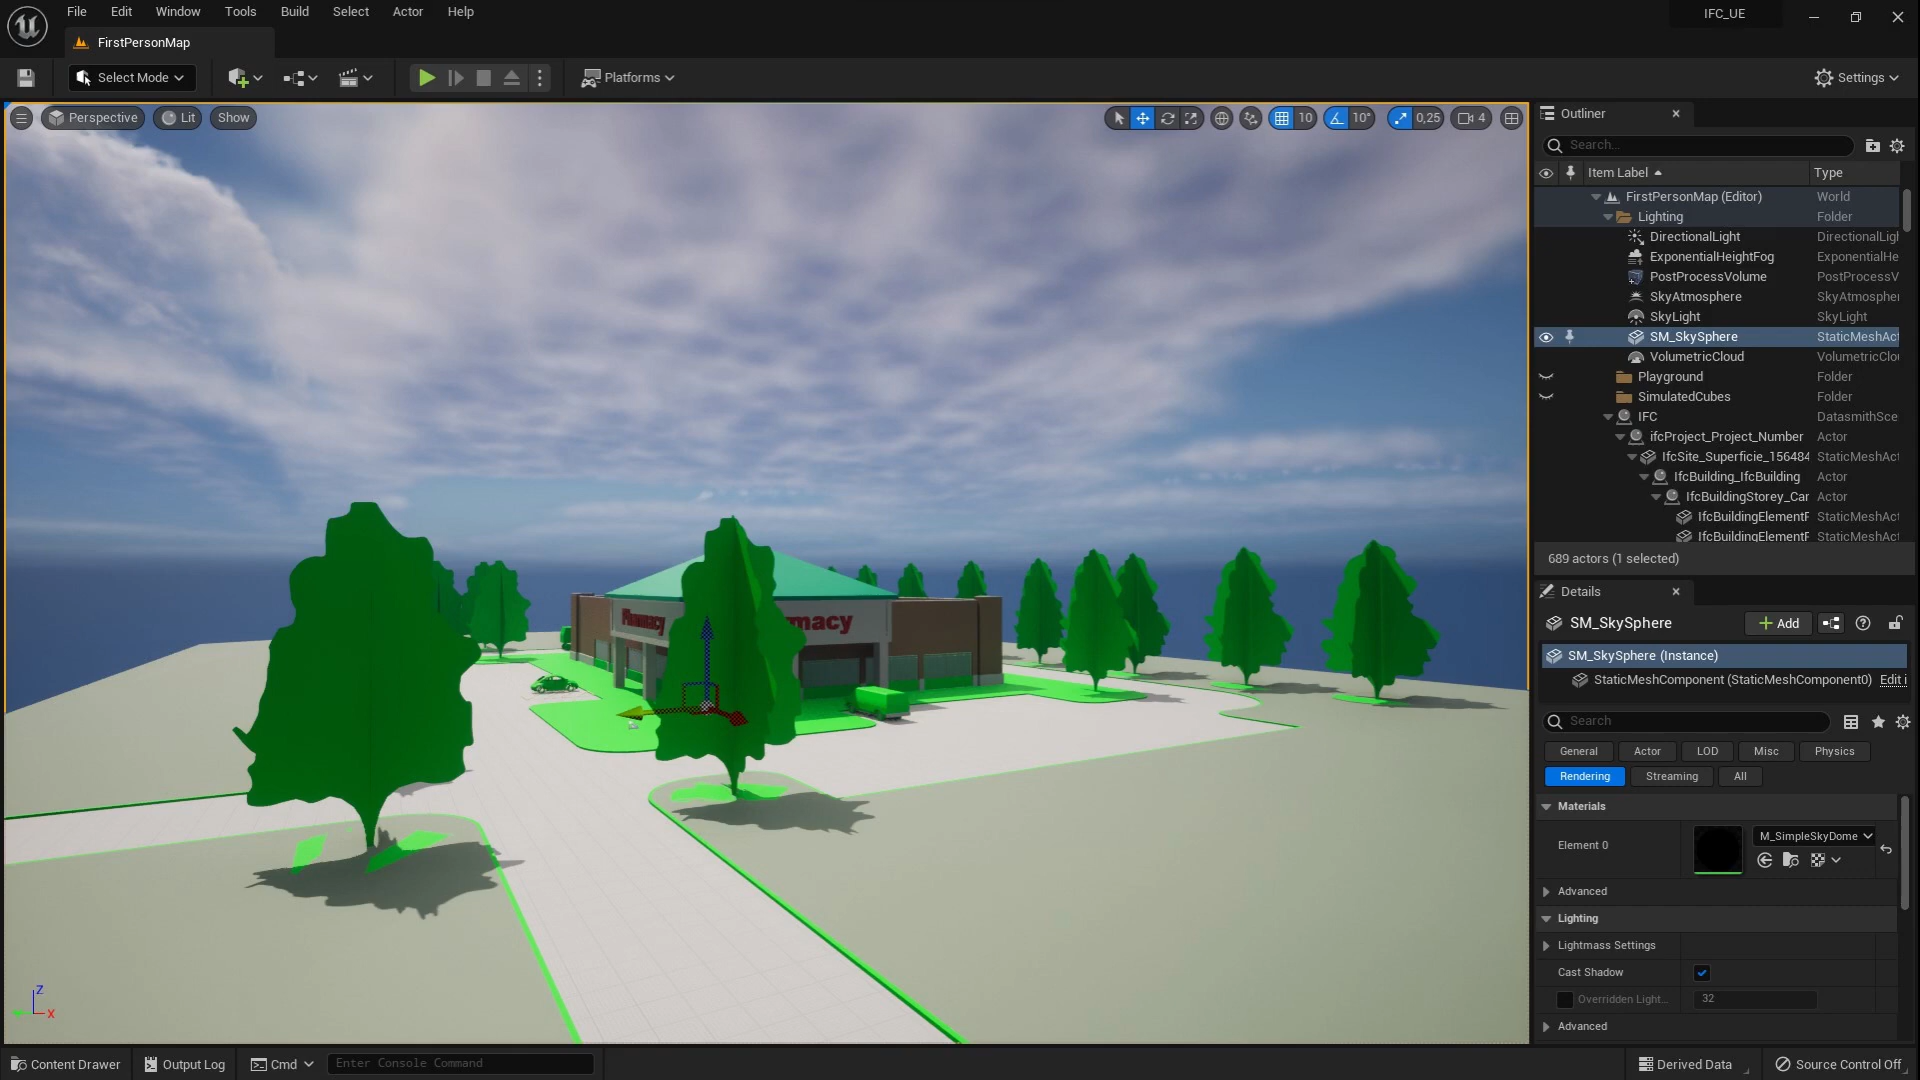 File Edit Window Tools Build Select Actor Help
IFC_UE
FirstPersonMap
Select Mode
Platforms
Settings
Perspective Lit Show
10 10° 0,25 4
Outliner
Search...
Item Label Type
FirstPersonMap (Editor) World
Lighting Folder
DirectionalLight DirectionalLigh
ExponentialHeightFog ExponentialHe
PostProcessVolume PostProcessV
SkyAtmosphere SkyAtmospher
SkyLight SkyLight
SM_SkySphere StaticMeshAct
VolumetricCloud VolumetricClou
Playground Folder
SimulatedCubes Folder
IFC DatasmithSce
ifcProject_Project_Number Actor
IfcSite_Superficie_156484 StaticMeshAct
IfcBuilding_IfcBuilding Actor
IfcBuildingStorey_Car Actor
IfcBuildingElementP StaticMeshAct
IfcBuildingElementP StaticMeshAct
689 actors (1 selected)
Pharmacy
macy
Details
SM_SkySphere
Add
SM_SkySphere (Instance)
StaticMeshComponent (StaticMeshComponent0) Edit i
Search
General Actor LOD Misc Physics
Rendering Streaming All
Materials
Element 0
M_SimpleSkyDome
Advanced
Lighting
Lightmass Settings
Cast Shadow
Overridden Light... 32
Advanced
Z
X
Content Drawer Output Log Cmd Enter Console Command
Derived Data Source Control Off